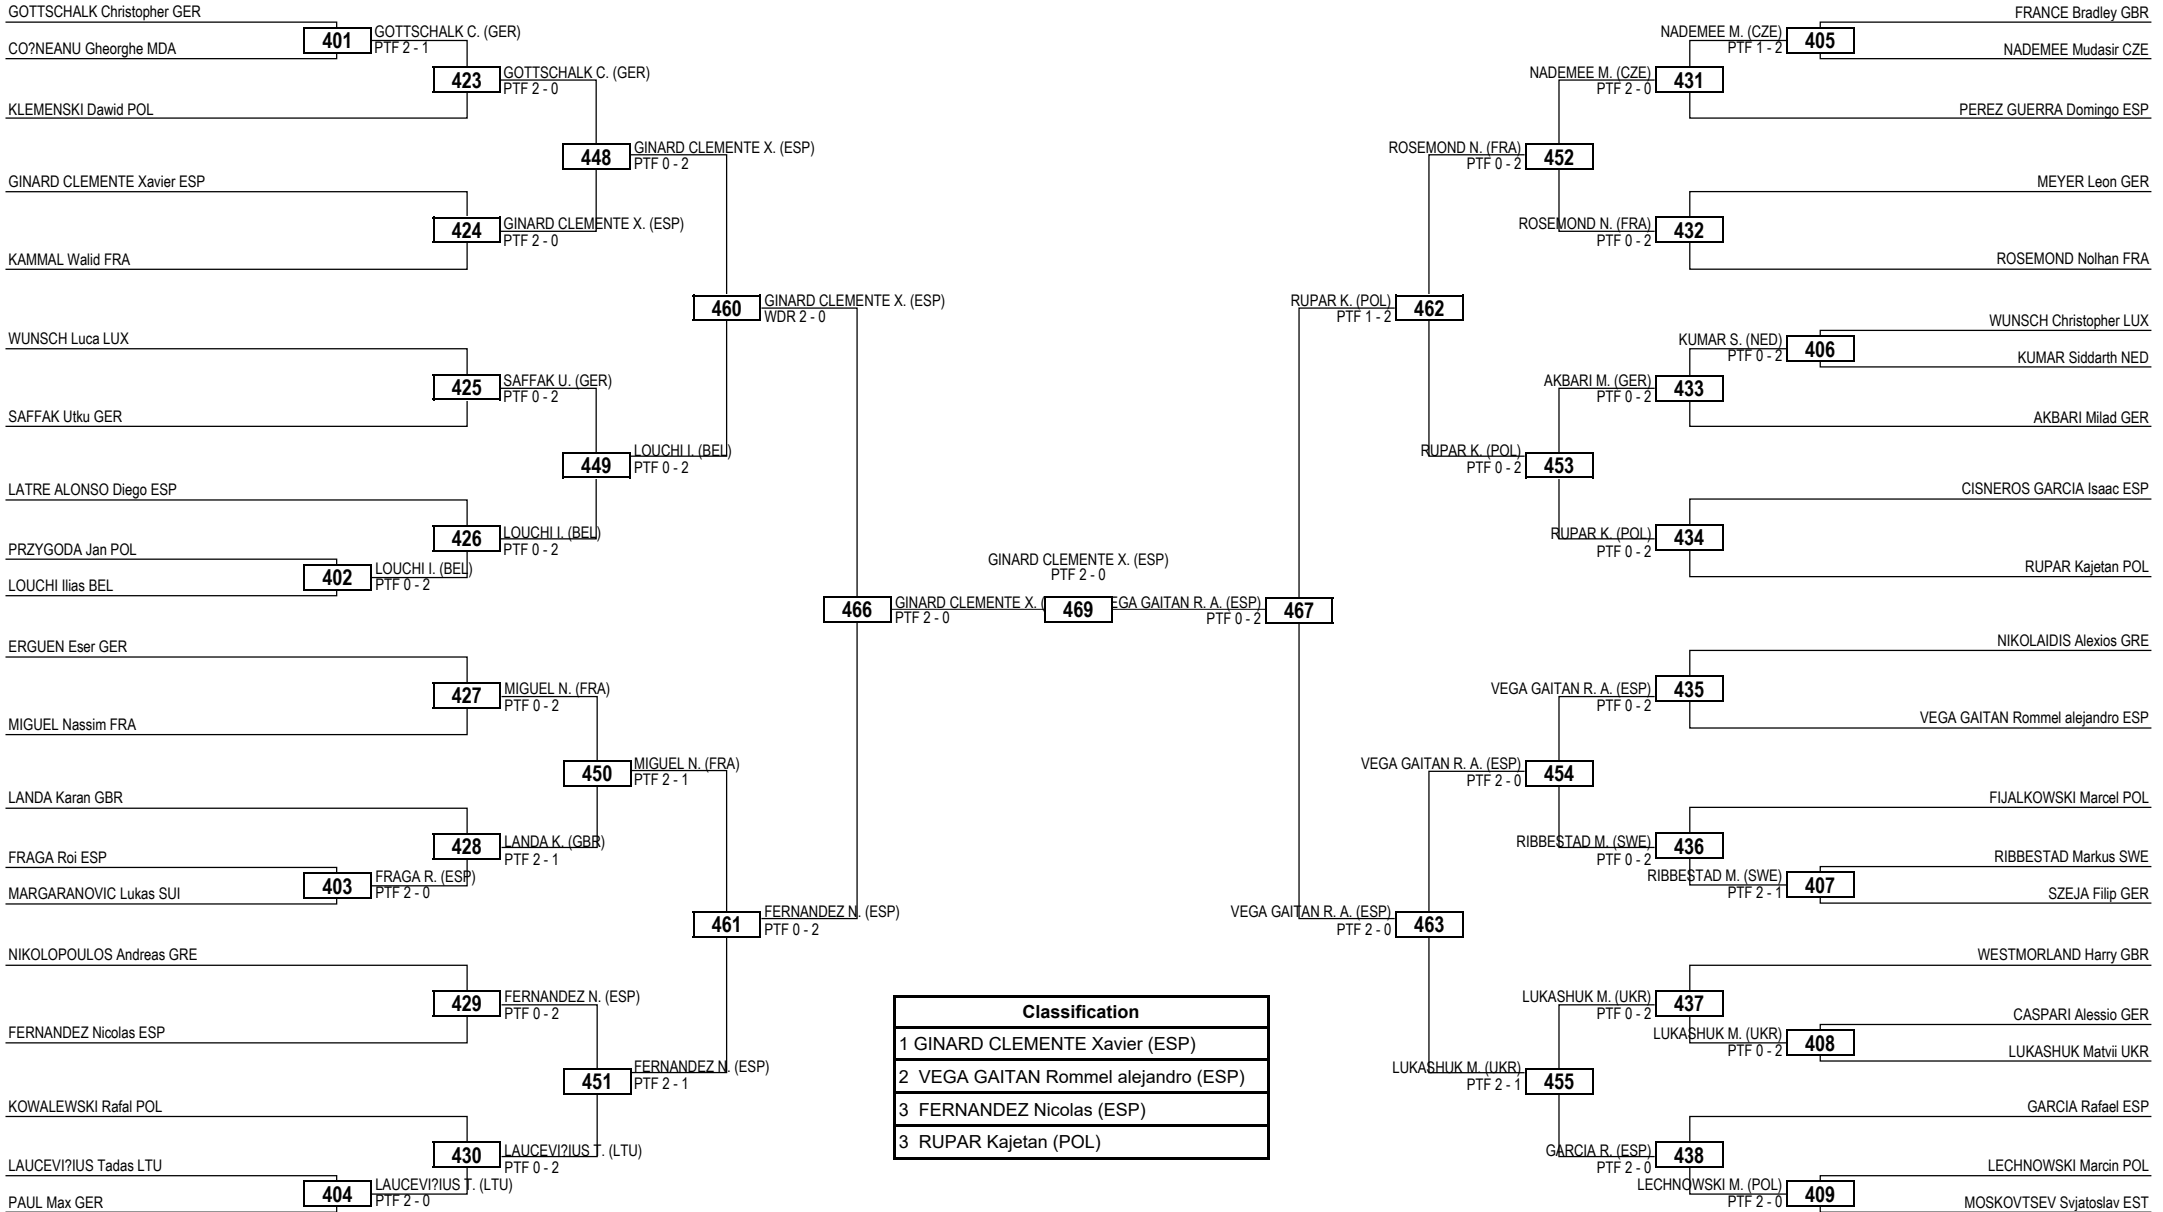 GOTTSCHALK Christopher GER
CO?NEANU Gheorghe MDA
401
GOTTSCHALK C. (GER)
PTF 2 - 1
KLEMENSKI Dawid POL
423
GOTTSCHALK C. (GER)
PTF 2 - 0
448
GINARD CLEMENTE X. (ESP)
PTF 0 - 2
GINARD CLEMENTE Xavier ESP
424
GINARD CLEMENTE X. (ESP)
PTF 2 - 0
KAMMAL Walid FRA
460
GINARD CLEMENTE X. (ESP)
WDR 2 - 0
WUNSCH Luca LUX
425
SAFFAK U. (GER)
PTF 0 - 2
SAFFAK Utku GER
449
LOUCHI I. (BEL)
PTF 0 - 2
LATRE ALONSO Diego ESP
426
LOUCHI I. (BEL)
PTF 0 - 2
PRZYGODA Jan POL
402
LOUCHI I. (BEL)
PTF 0 - 2
LOUCHI Ilias BEL
466
GINARD CLEMENTE X. (
PTF 2 - 0
ERGUEN Eser GER
427
MIGUEL N. (FRA)
PTF 0 - 2
MIGUEL Nassim FRA
450
MIGUEL N. (FRA)
PTF 2 - 1
LANDA Karan GBR
428
LANDA K. (GBR)
PTF 2 - 1
FRAGA Roi ESP
403
FRAGA R. (ESP)
PTF 2 - 0
MARGARANOVIC Lukas SUI
461
FERNANDEZ N. (ESP)
PTF 0 - 2
NIKOLOPOULOS Andreas GRE
429
FERNANDEZ N. (ESP)
PTF 0 - 2
FERNANDEZ Nicolas ESP
451
FERNANDEZ N. (ESP)
PTF 2 - 1
KOWALEWSKI Rafal POL
430
LAUCEVI?IUS T. (LTU)
PTF 0 - 2
LAUCEVI?IUS Tadas LTU
404
LAUCEVI?IUS T. (LTU)
PTF 2 - 0
PAUL Max GER
GINARD CLEMENTE X. (ESP)
PTF 2 - 0
469
Classification
1 GINARD CLEMENTE Xavier (ESP)
2 VEGA GAITAN Rommel alejandro (ESP)
3 FERNANDEZ Nicolas (ESP)
3 RUPAR Kajetan (POL)
FRANCE Bradley GBR
NADEMEE M. (CZE)
PTF 1 - 2
405
NADEMEE Mudasir CZE
NADEMEE M. (CZE)
PTF 2 - 0
431
PEREZ GUERRA Domingo ESP
ROSEMOND N. (FRA)
PTF 0 - 2
452
MEYER Leon GER
ROSEMOND N. (FRA)
PTF 0 - 2
432
ROSEMOND Nolhan FRA
RUPAR K. (POL)
PTF 1 - 2
462
WUNSCH Christopher LUX
KUMAR S. (NED)
PTF 0 - 2
406
KUMAR Siddarth NED
AKBARI M. (GER)
PTF 0 - 2
433
AKBARI Milad GER
RUPAR K. (POL)
PTF 0 - 2
453
CISNEROS GARCIA Isaac ESP
RUPAR K. (POL)
PTF 0 - 2
434
RUPAR Kajetan POL
EGA GAITAN R. A. (ESP)
PTF 0 - 2
467
NIKOLAIDIS Alexios GRE
VEGA GAITAN R. A. (ESP)
PTF 0 - 2
435
VEGA GAITAN Rommel alejandro ESP
VEGA GAITAN R. A. (ESP)
PTF 2 - 0
454
FIJALKOWSKI Marcel POL
RIBBESTAD M. (SWE)
PTF 0 - 2
436
RIBBESTAD Markus SWE
RIBBESTAD M. (SWE)
PTF 2 - 1
407
SZEJA Filip GER
VEGA GAITAN R. A. (ESP)
PTF 2 - 0
463
WESTMORLAND Harry GBR
LUKASHUK M. (UKR)
PTF 0 - 2
437
CASPARI Alessio GER
LUKASHUK M. (UKR)
PTF 0 - 2
408
LUKASHUK Matvii UKR
LUKASHUK M. (UKR)
PTF 2 - 1
455
GARCIA Rafael ESP
GARCIA R. (ESP)
PTF 2 - 0
438
LECHNOWSKI Marcin POL
LECHNOWSKI M. (POL)
PTF 2 - 0
409
MOSKOVTSEV Svjatoslav EST